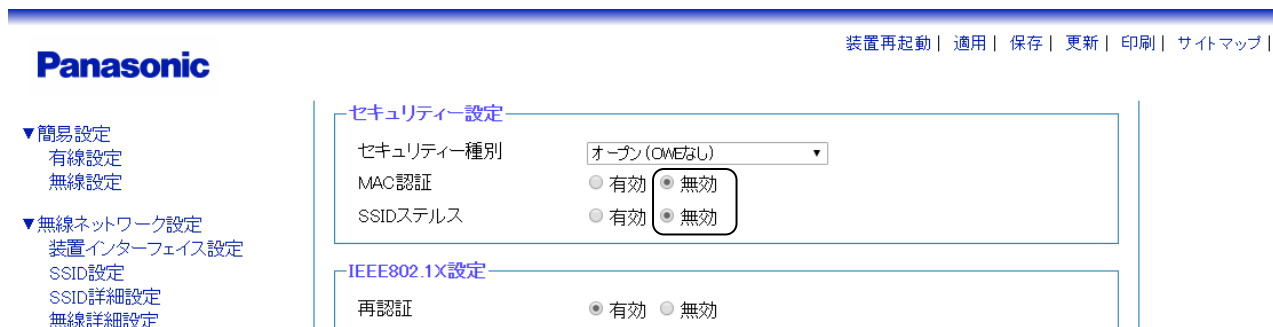 装置再起動| 適用| 保存| 更新| 印刷| サイトマップ|
Panasonic
▼簡易設定
有線設定
無線設定
▼無線ネットワーク設定
装置インターフェイス設定
SSID設定
SSID詳細設定
無線詳細設定
セキュリティー設定
セキュリティー種別 オープン(OWEなし) ▼
MAC認証 有効 無効
SSIDステルス 有効 無効
IEEE802.1X設定
再認証 有効 無効